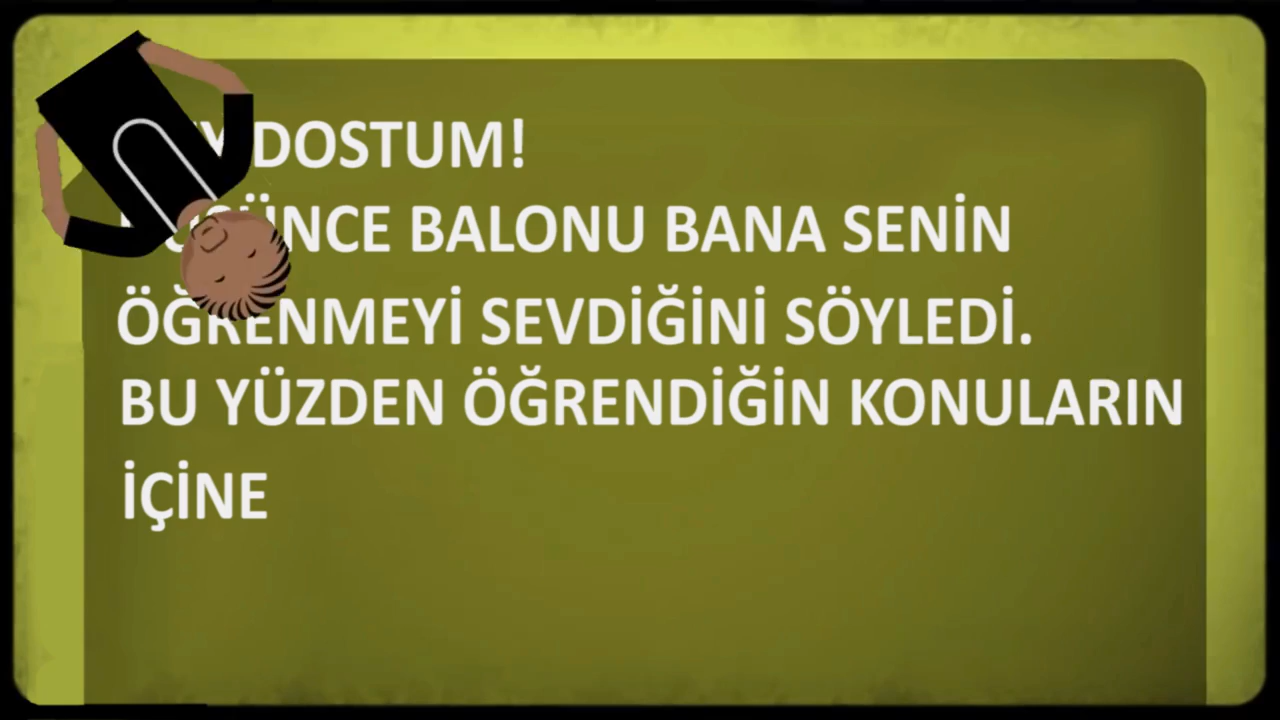 DOSTUM!
BALONU BANA SENİN
ÖĞRENMEYİ SEVDİĞİNİ SÖYLEDİ.
BU YÜZDEN ÖĞRENDİĞİN KONULARIN
İÇİNE